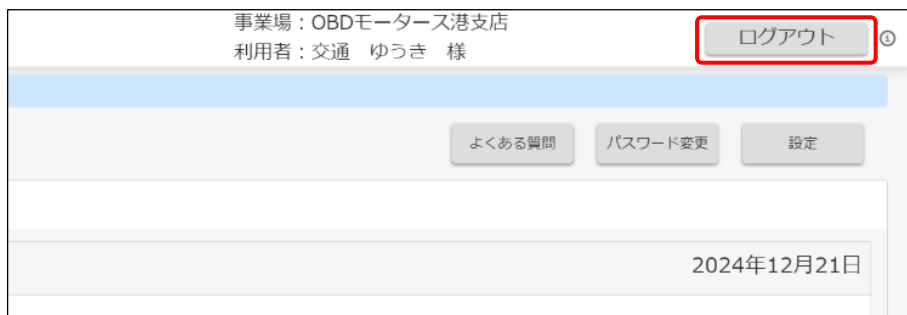 事業場：OBDモータース港支店
利用者：交通　ゆうき　様
ログアウト
よくある質問
パスワード変更
設定
2024年12月21日